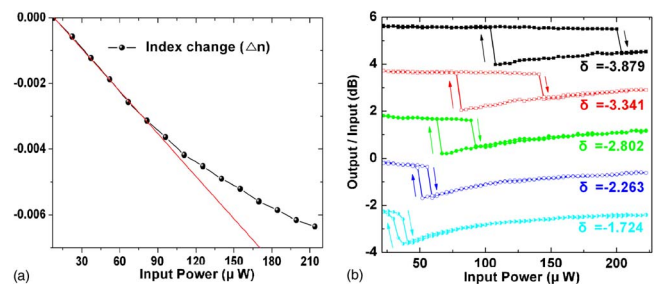 0.000
-0.002
-0.004
-0.006
Index change (△n)
0 30 60 90 120 150 180 210
Input Power (μ W)
(a)
Output / Input (dB)
6
4
2
0
-2
-4
δ =-3.879
δ =-3.341
δ =-2.802
δ =-2.263
δ =-1.724
50 100 150 200
Input Power (μ W)
(b)